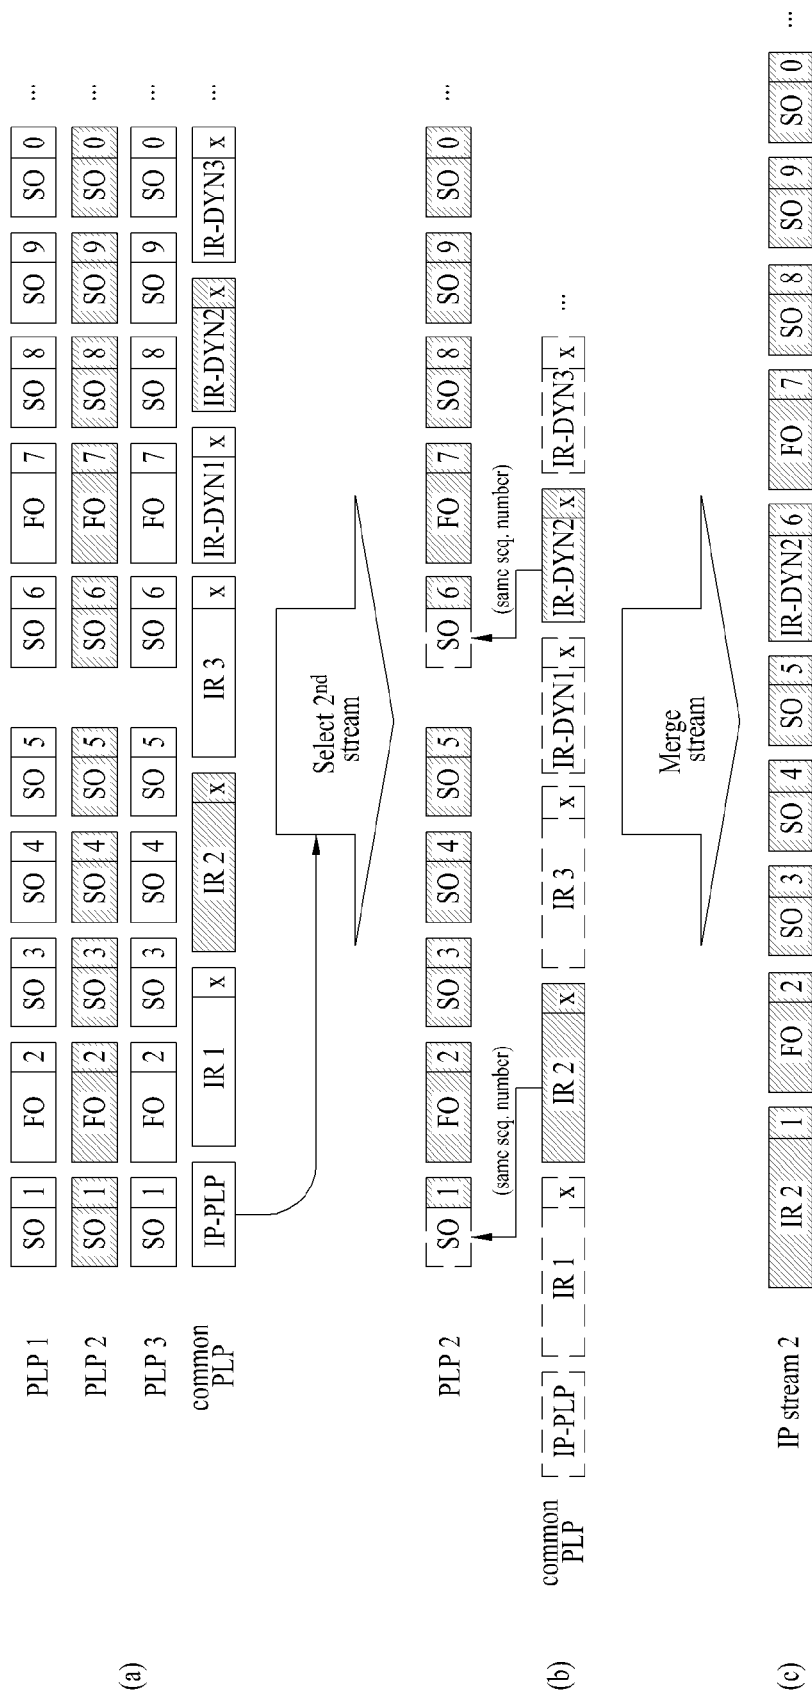 (a)
PLP 1 SO 1 FO 2 SO 3 SO 4 SO 5 SO 6 FO 7 SO 8 SO 9 SO 0 ...
PLP 2 SO 1 FO 2 SO 3 SO 4 SO 5 SO 6 FO 7 SO 8 SO 9 SO 0 ...
PLP 3 SO 1 FO 2 SO 3 SO 4 SO 5 SO 6 FO 7 SO 8 SO 9 SO 0 ...
common
PLP
IP-PLP IR 1 x IR 2 x IR 3 x IR-DYN1 x IR-DYN2 x IR-DYN3 x ...
Select 2nd
stream
(b)
PLP 2 SO 1 FO 2 SO 3 SO 4 SO 5 SO 6 FO 7 SO 8 SO 9 SO 0 ...
(same seq. number) (same seq. number)
common
PLP
IP-PLP IR 1 x IR 2 x IR 3 x IR-DYN1 x IR-DYN2 x IR-DYN3 x ...
Merge
stream
(c)
IP stream 2 IR 2 1 FO 2 SO 3 SO 4 SO 5 IR-DYN2 6 FO 7 SO 8 SO 9 SO 0 ...